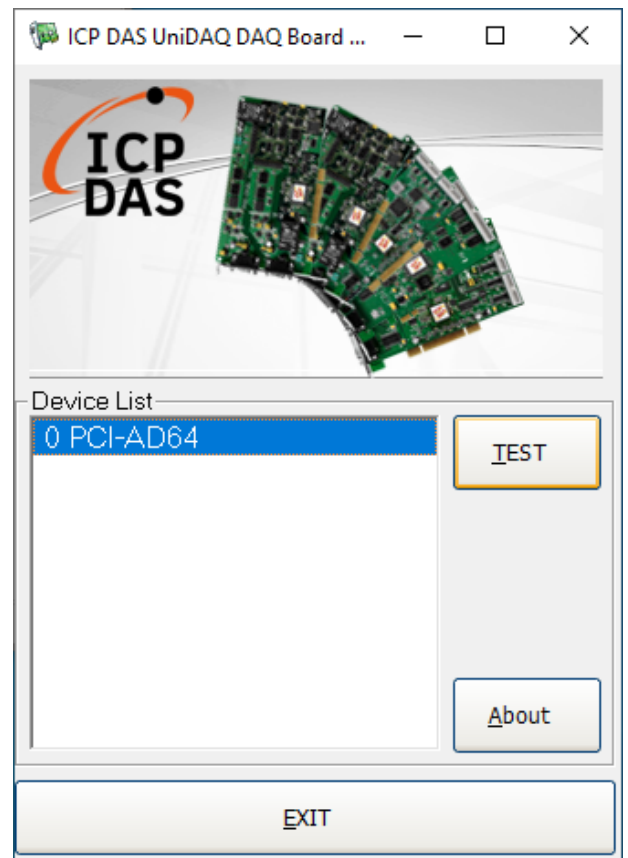 ICP DAS UniDAQ DAQ Board ...
ICP
DAS
Device List
0 PCI-AD64
TEST
About
EXIT